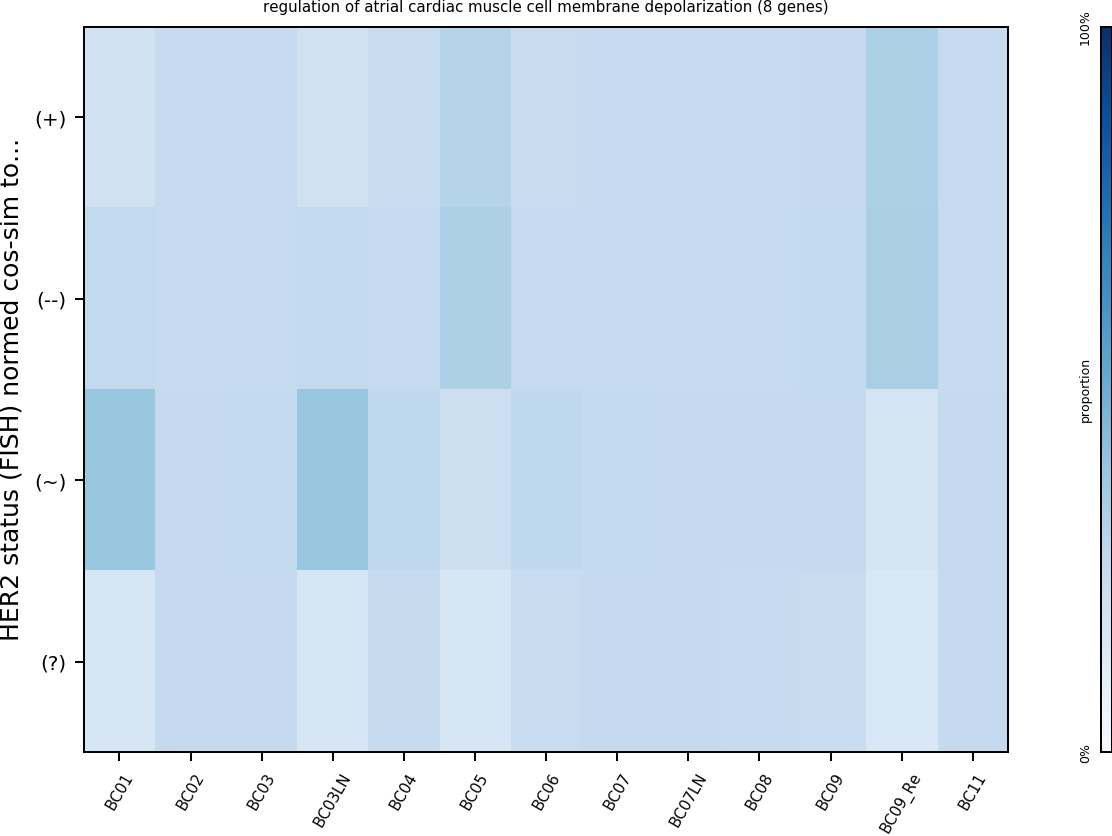 regulation of atrial cardiac muscle cell membrane depolarization (8 genes)
HER2 status (FISH) normed cos-sim to...
(+)
(--)
(~)
(?)
BC01
BC02
BC03
BC03LN
BC04
BC05
BC06
BC07
BC07LN
BC08
BC09
BC09_Re
BC11
100%
proportion
0%